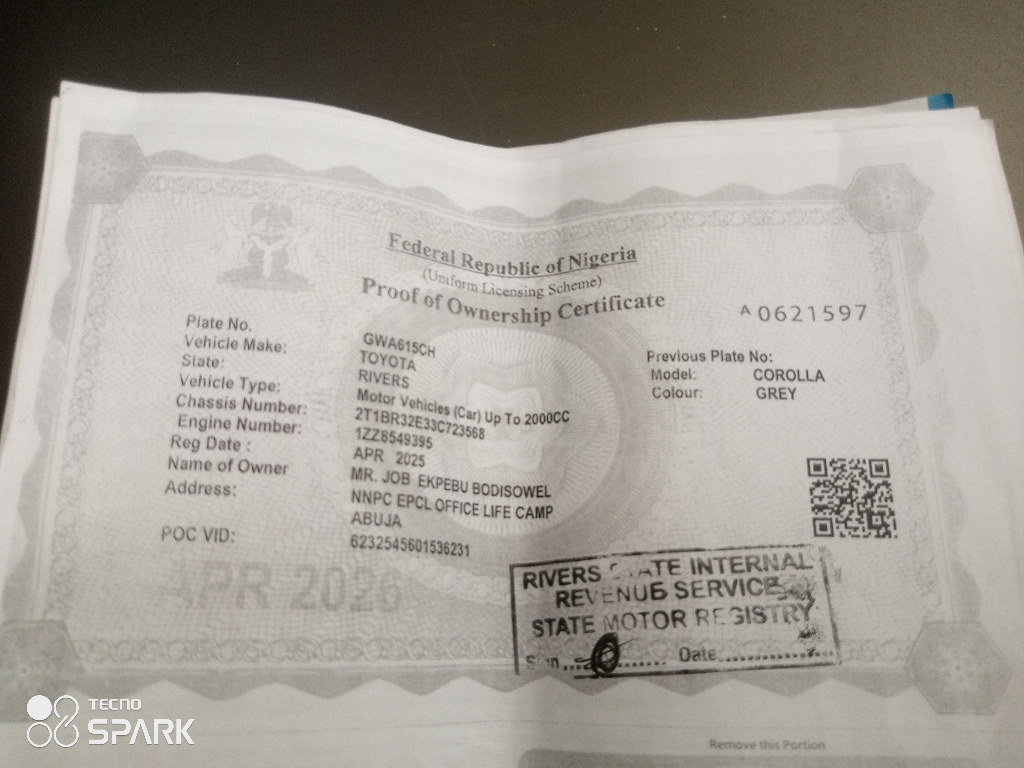 Federal Republic of Nigeria
(Uniform Licensing Scheme)
Proof of Ownership Certificate
A 0621597
Plate No. GWA615CH
Vehicle Make: TOYOTA
State: RIVERS
Vehicle Type: Motor Vehicles (Car) Up To 2000CC
Chassis Number: 2T1BR32E33C723568
Engine Number: 1ZZ8549395
Reg Date : APR 2025
Name of Owner MR. JOB EKPEBU BODISOWEL
Address: NNPC EPCL OFFICE LIFE CAMP
ABUJA
POC VID: 6232545601536231
Previous Plate No:
Model: COROLLA
Colour: GREY
APR 2026
RIVERS STATE INTERNAL
REVENUE SERVICE
STATE MOTOR REGISTRY
Sign............ Date..................
Remove this Portion
TECNO
SPARK